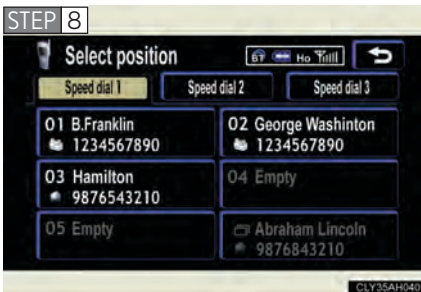 STEP 8
Select position
BT Ho
Speed dial 1 Speed dial 2 Speed dial 3
01 B.Franklin
1234567890
02 George Washinton
1234567890
03 Hamilton
9876543210
04 Empty
05 Empty
Abraham Lincoln
9876843210
CLY35AH040